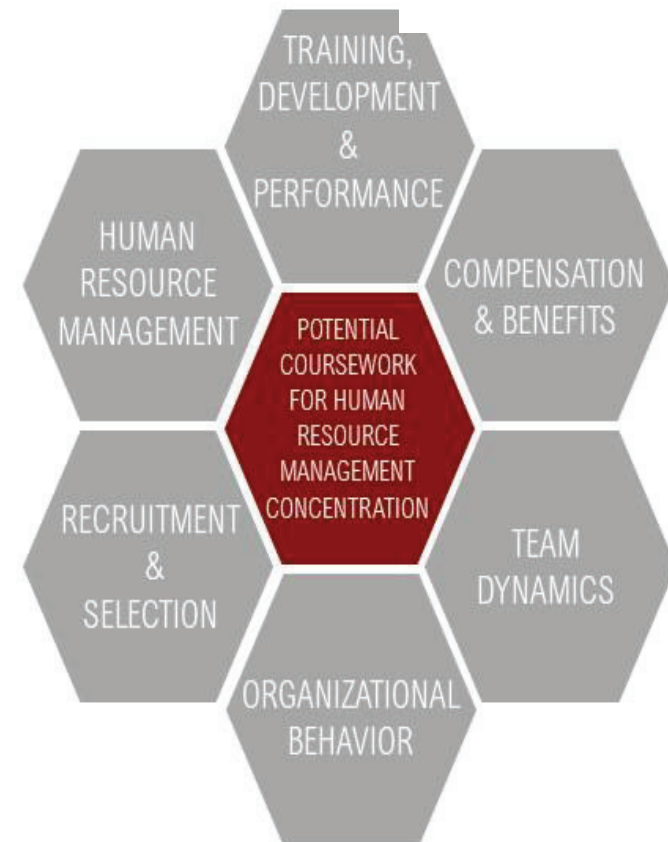 TRAINING,
DEVELOPMENT
&
PERFORMANCE
HUMAN
RESOURCE
MANAGEMENT
COMPENSATION
& BENEFITS
POTENTIAL
COURSEWORK
FOR HUMAN
RESOURCE
MANAGEMENT
CONCENTRATION
RECRUITMENT
&
SELECTION
TEAM
DYNAMICS
ORGANIZATIONAL
BEHAVIOR